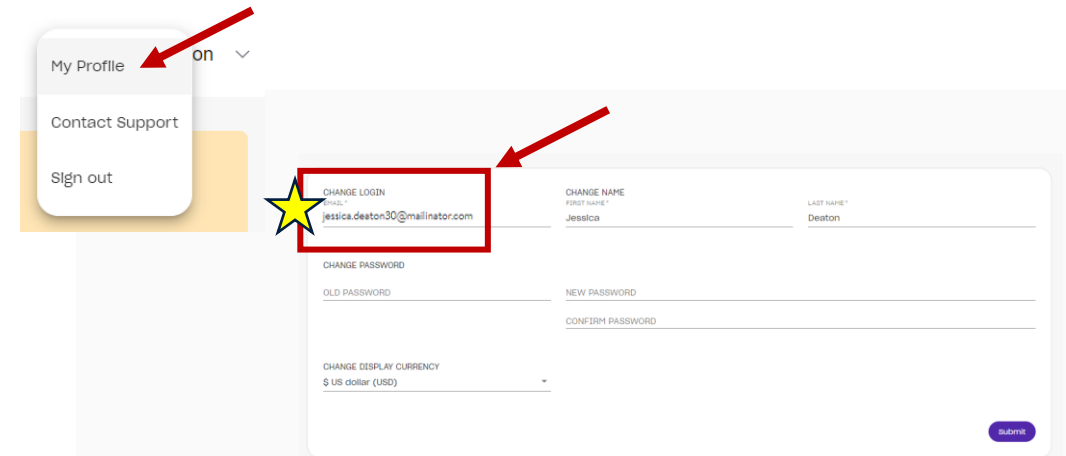 on
My Profile
Contact Support
Sign out
CHANGE LOGIN
EMAIL *
jessica.deaton30@mailinator.com
CHANGE NAME
FIRST NAME *
Jessica
LAST NAME *
Deaton
CHANGE PASSWORD
OLD PASSWORD
NEW PASSWORD
CONFIRM PASSWORD
CHANGE DISPLAY CURRENCY
$ US dollar (USD)
Submit